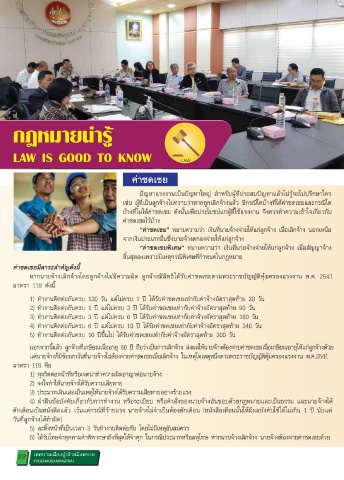 กฎหมายน่ารู้
LAW IS GOOD TO KNOW
LAW
ค่าชดเชย
ปัญหาแรงงานเป็นปัญหาใหญ่ สำหรับผู้ที่ประสบปัญหาแล้วไม่รู้จะไปปรึกษาใคร
เช่น ผู้ที่เป็นลูกจ้างไม่ทราบว่าหากถูกเลิกจ้างแล้ว มีกรณีใดบ้างที่ได้ค่าชดเชยและกรณีใด
บ้างที่ไม่ได้ค่าชดเชย ดังนั้นเพื่อประโยชน์แก่ผู้ที่ใช้แรงงาน จึงควรทำความเข้าใจเกี่ยวกับ
ค่าชดเชยไว้บ้าง
"ค่าชดเชย" หมายความว่า เงินที่นายจ้างจ่ายให้แก่ลูกจ้าง เมื่อเลิกจ้าง นอกเหนือ
จากเงินประเภทอื่นซึ่งนายจ้างตกลงจ่ายให้แก่ลูกจ้าง
"ค่าชดเชยพิเศษ" หมายความว่า เงินที่นายจ้างจ่ายให้แก่ลูกจ้าง เมื่อสัญญาจ้าง
สิ้นสุดลงเพราะมีเหตุกรณีพิเศษที่กำหนดในกฎหมาย
ค่าชดเชยมีสาระสำคัญดังนี้
หากนายจ้างเลิกจ้างโดยลูกจ้างไม่มีความผิด ลูกจ้างมีสิทธิได้รับค่าชดเชยตามพระราชบัญญัติคุ้มครองแรงงาน พ.ศ. 2541
มาตรา 118 ดังนี้
1) ทำงานติดต่อกันครบ 120 วัน แต่ไม่ครบ 1 ปี ได้รับค่าชดเชยเท่ากับค่าจ้างอัตราสุดท้าย 30 วัน
2) ทำงานติดต่อกันครบ 1 ปี แต่ไม่ครบ 3 ปี ได้รับค่าชดเชยเท่ากับค่าจ้างอัตราสุดท้าย 90 วัน
3) ทำงานติดต่อกันครบ 3 ปี แต่ไม่ครบ 6 ปี ได้รับค่าชดเชยเท่ากับค่าจ้างอัตราสุดท้าย 180 วัน
4) ทำงานติดต่อกันครบ 6 ปี แต่ไม่ครบ 10 ปี ได้รับค่าชดเชยเท่ากับค่าจ้างอัตราสุดท้าย 240 วัน
5) ทำงานติดต่อกันครบ 10 ปีขึ้นไป ได้รับค่าชดเชยเท่ากับค่าจ้างอัตราสุดท้าย 300 วัน
นอกจากนี้แล้ว ลูกจ้างที่เกษียณเมื่ออายุ 60 ปี ถือว่าเป็นการเลิกจ้าง ส่งผลให้นายจ้างต้องจ่ายค่าชดเชยเมื่อเกษียณอายุให้แก่ลูกจ้างด้วย
แต่นายจ้างก็มีข้อยกเว้นที่นายจ้างไม่ต้องจ่ายค่าชดเชยเมื่อเลิกจ้าง ในเหตุใดเหตุหนึ่งตามพระราชบัญญัติคุ้มครองแรงงาน พ.ศ.2541
มาตรา 119 คือ
1) ทุจริตต่อหน้าที่หรือเจตนาทำความผิดอาญาต่อนายจ้าง
2) จงใจทำให้นายจ้างได้รับความเสียหาย
3) ประมาทเลินเล่อเป็นเหตุให้นายจ้างได้รับความเสียหายอย่างร้ายแรง
4) ฝ่าฝืนข้อบังคับเกี่ยวกับการทำงาน หรือระเบียบ หรือคำสั่งของนายจ้างอันชอบด้วยกฎหมายและเป็นธรรม และนายจ้างได้
ตักเตือนเป็นหนังสือแล้ว เว้นแต่กรณีที่ร้ายแรง นายจ้างไม่จำเป็นต้องตักเตือน (หนังสือเตือนนั้นให้มีผลบังคับใช้ได้ไม่เกิน 1 ปี นับแต่
วันที่ลูกจ้างได้ทำผิด)
5) ละทิ้งหน้าที่เป็นเวลา 3 วันทำงานติดต่อกัน โดยไม่มีเหตุอันสมควร
6) ได้รับโทษจำคุกตามคำพิพากษาถึงที่สุดให้จำคุก ในกรณีประมาทหรือลหุโทษ หากนายจ้างเลิกจ้าง นายจ้างต้องจ่ายค่าชดเชยด้วย
22